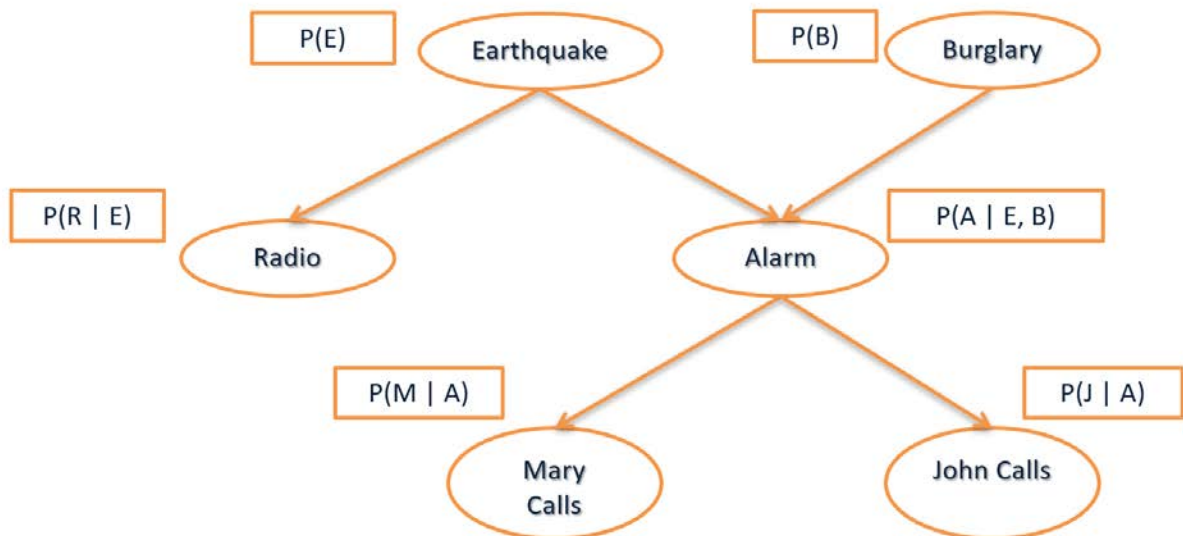 P(E)
Earthquake
P(B)
Burglary
P(R | E)
Radio
Alarm
P(A | E, B)
P(M | A)
Mary
Calls
John Calls
P(J | A)